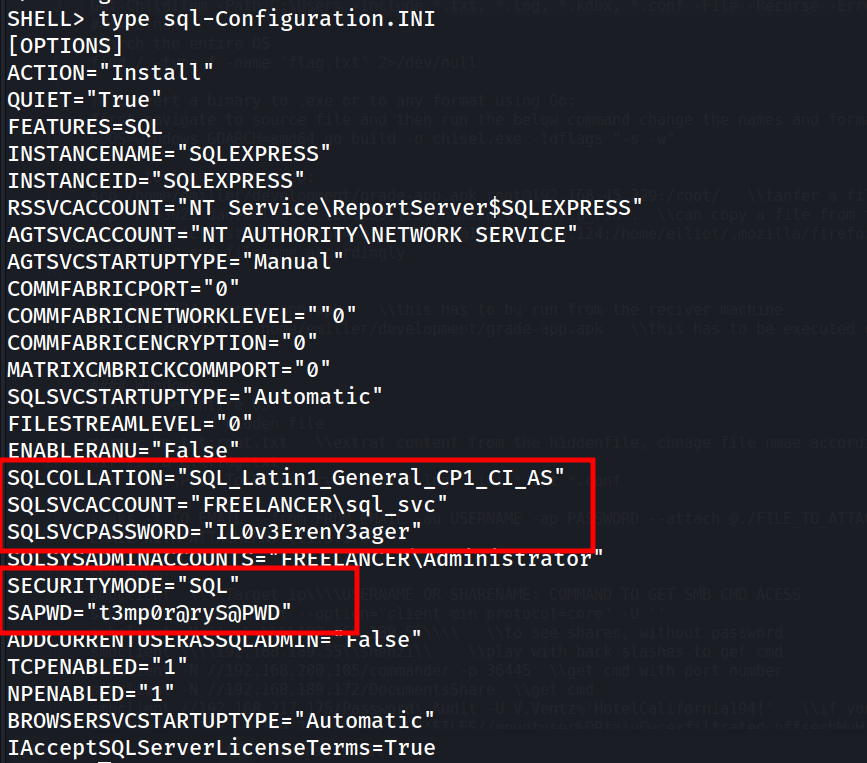 SHELL> type sql-Configuration.INI
[OPTIONS]
ACTION="Install"
QUIET="True"
FEATURES=SQL
INSTANCENAME="SQLEXPRESS"
INSTANCEID="SQLEXPRESS"
RSSVCACCOUNT="NT Service\ReportServer$SQLEXPRESS"
AGTSVCACCOUNT="NT AUTHORITY\NETWORK SERVICE"
AGTSVCSTARTUPTYPE="Manual"
COMMFABRICPORT="0"
COMMFABRICNETWORKLEVEL=""0"
COMMFABRICENCRYPTION="0"
MATRIXCMBRICKCOMMPORT="0"
SQLSVCSTARTUPTYPE="Automatic"
FILESTREAMLEVEL="0"
ENABLERANU="False"
SQLCOLLATION="SQL_Latin1_General_CP1_CI_AS"
SQLSVCACCOUNT="FREELANCER\sql_svc"
SQLSVCPASSWORD="IL0v3ErenY3ager"
SQLSYSADMINACCOUNTS="FREELANCER\Administrator"
SECURITYMODE="SQL"
SAPWD="t3mp0r@ryS@PWD"
ADDCURRENTUSERASSQLADMIN="False"
TCPENABLED="1"
NPENABLED="1"
BROWSERSVCSTARTUPTYPE="Automatic"
IAcceptSQLServerLicenseTerms=True